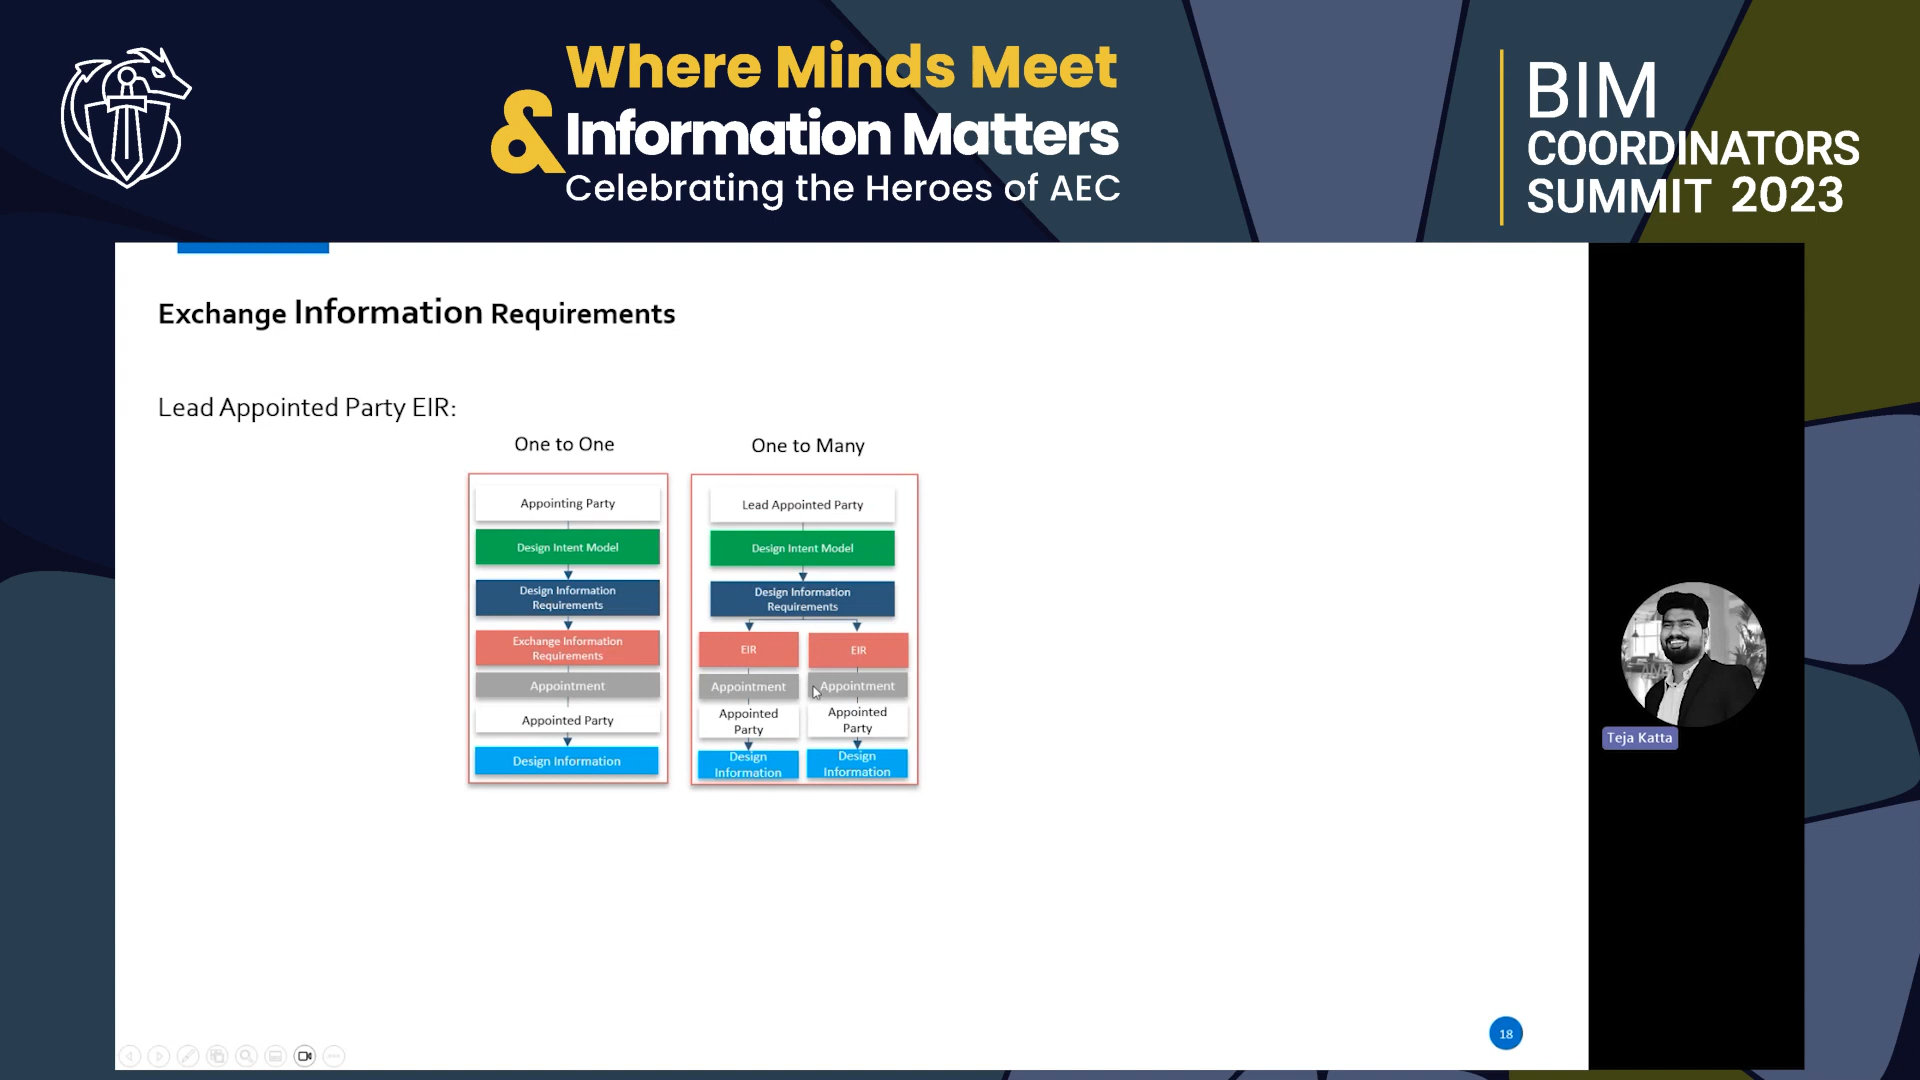 Where Minds Meet
& Information Matters
Celebrating the Heroes of AEC
BIM
COORDINATORS
SUMMIT 2023
Exchange Information Requirements
Lead Appointed Party EIR:
One to One
Appointing Party
Design Intent Model
Design Information
Requirements
Exchange Information
Requirements
Appointment
Appointed Party
Design Information
One to Many
Lead Appointed Party
Design Intent Model
Design Information
Requirements
EIR
Appointment
Appointed
Party
Design
Information
EIR
Appointment
Appointed
Party
Design
Information
Teja Katta
18